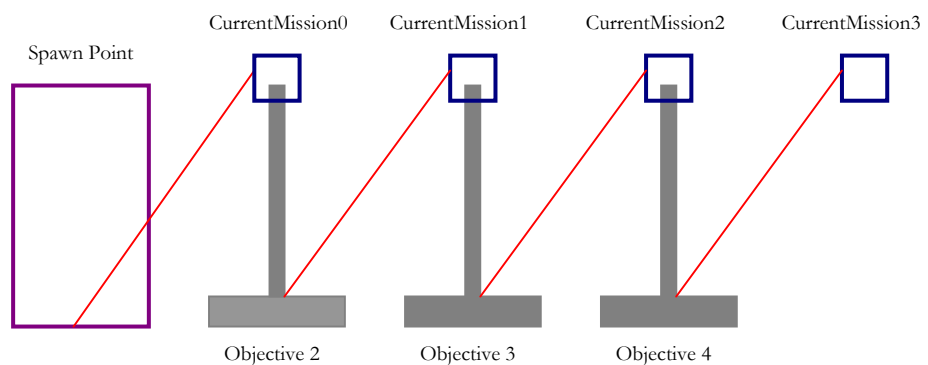 CurrentMission0
CurrentMission1
CurrentMission2
CurrentMission3
Spawn Point
Objective 2
Objective 3
Objective 4